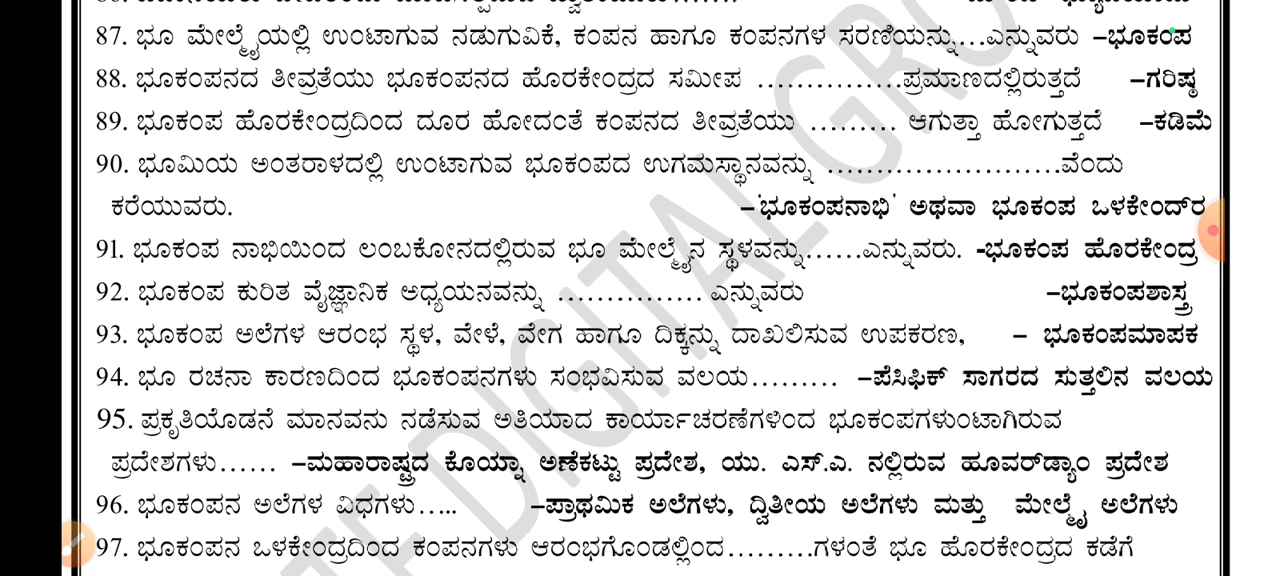 87. ಭೂ ಮೇಲ್ಮೈಯಲ್ಲಿ ಉಂಟಾಗುವ ನಡುಗುವಿಕೆ, ಕಂಪನ ಹಾಗೂ ಕಂಪನಗಳ ಸರಣಿಯನ್ನು...ಎನ್ನುವರು –ಭೂಕಂಪ
88. ಭೂಕಂಪನದ ತೀವ್ರತೆಯು ಭೂಕಂಪನದ ಹೊರಕೇಂದ್ರದ ಸಮೀಪ ...............ಪ್ರಮಾಣದಲ್ಲಿರುತ್ತದೆ –ಗರಿಷ್ಠ
89. ಭೂಕಂಪ ಹೊರಕೇಂದ್ರದಿಂದ ದೂರ ಹೋದಂತೆ ಕಂಪನದ ತೀವ್ರತೆಯು ......... ಆಗುತ್ತಾ ಹೋಗುತ್ತದೆ –ಕಡಿಮೆ
90. ಭೂಮಿಯ ಅಂತರಾಳದಲ್ಲಿ ಉಂಟಾಗುವ ಭೂಕಂಪದ ಉಗಮಸ್ಥಾನವನ್ನು ........................ವೆಂದು
ಕರೆಯುವರು. –'ಭೂಕಂಪನಾಭಿ' ಅಥವಾ ಭೂಕಂಪ ಒಳಕೇಂದ್‌ರ
91. ಭೂಕಂಪ ನಾಭಿಯಿಂದ ಲಂಬಕೋನದಲ್ಲಿರುವ ಭೂ ಮೇಲ್ಮೈನ ಸ್ಥಳವನ್ನು......ಎನ್ನುವರು. -ಭೂಕಂಪ ಹೊರಕೇಂದ್ರ
92. ಭೂಕಂಪ ಕುರಿತ ವೈಜ್ಞಾನಿಕ ಅಧ್ಯಯನವನ್ನು ............... ಎನ್ನುವರು –ಭೂಕಂಪಶಾಸ್ತ್ರ
93. ಭೂಕಂಪ ಅಲೆಗಳ ಆರಂಭ ಸ್ಥಳ, ವೇಳೆ, ವೇಗ ಹಾಗೂ ದಿಕ್ಕನ್ನು ದಾಖಲಿಸುವ ಉಪಕರಣ, – ಭೂಕಂಪಮಾಪಕ
94. ಭೂ ರಚನಾ ಕಾರಣದಿಂದ ಭೂಕಂಪನಗಳು ಸಂಭವಿಸುವ ವಲಯ......... –ಪೆಸಿಫಿಕ್ ಸಾಗರದ ಸುತ್ತಲಿನ ವಲಯ
95. ಪ್ರಕೃತಿಯೊಡನೆ ಮಾನವನು ನಡೆಸುವ ಅತಿಯಾದ ಕಾರ್ಯಾಚರಣೆಗಳಿಂದ ಭೂಕಂಪಗಳುಂಟಾಗಿರುವ
ಪ್ರದೇಶಗಳು...... –ಮಹಾರಾಷ್ಟ್ರದ ಕೊಯ್ನಾ ಅಣೆಕಟ್ಟು ಪ್ರದೇಶ, ಯು. ಎಸ್.ಎ. ನಲ್ಲಿರುವ ಹೂವರ್‌ಡ್ಯಾಂ ಪ್ರದೇಶ
96. ಭೂಕಂಪನ ಅಲೆಗಳ ವಿಧಗಳು..... –ಪ್ರಾಥಮಿಕ ಅಲೆಗಳು, ದ್ವಿತೀಯ ಅಲೆಗಳು ಮತ್ತು ಮೇಲ್ಮೈ ಅಲೆಗಳು
97. ಭೂಕಂಪನ ಒಳಕೇಂದ್ರದಿಂದ ಕಂಪನಗಳು ಆರಂಭಗೊಂಡಲ್ಲಿಂದ.........ಗಳಂತೆ ಭೂ ಹೊರಕೇಂದ್ರದ ಕಡೆಗೆ